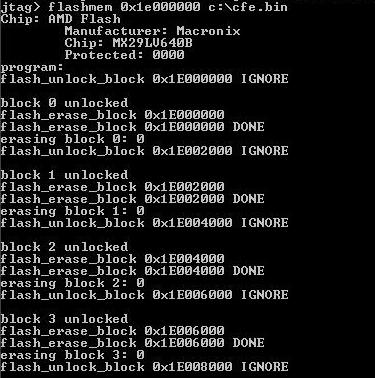 jtag> flashmem 0x1e000000 c:\cfe.bin
Chip: AMD Flash
Manufacturer: Macronix
Chip: MX29LV640B
Protected: 0000
program:
flash_unlock_block 0x1E000000 IGNORE
block 0 unlocked
flash_erase_block 0x1E000000
flash_erase_block 0x1E000000 DONE
erasing block 0: 0
flash_unlock_block 0x1E002000 IGNORE
block 1 unlocked
flash_erase_block 0x1E002000
flash_erase_block 0x1E002000 DONE
erasing block 1: 0
flash_unlock_block 0x1E004000 IGNORE
block 2 unlocked
flash_erase_block 0x1E004000
flash_erase_block 0x1E004000 DONE
erasing block 2: 0
flash_unlock_block 0x1E006000 IGNORE
block 3 unlocked
flash_erase_block 0x1E006000
flash_erase_block 0x1E006000 DONE
erasing block 3: 0
flash_unlock_block 0x1E008000 IGNORE